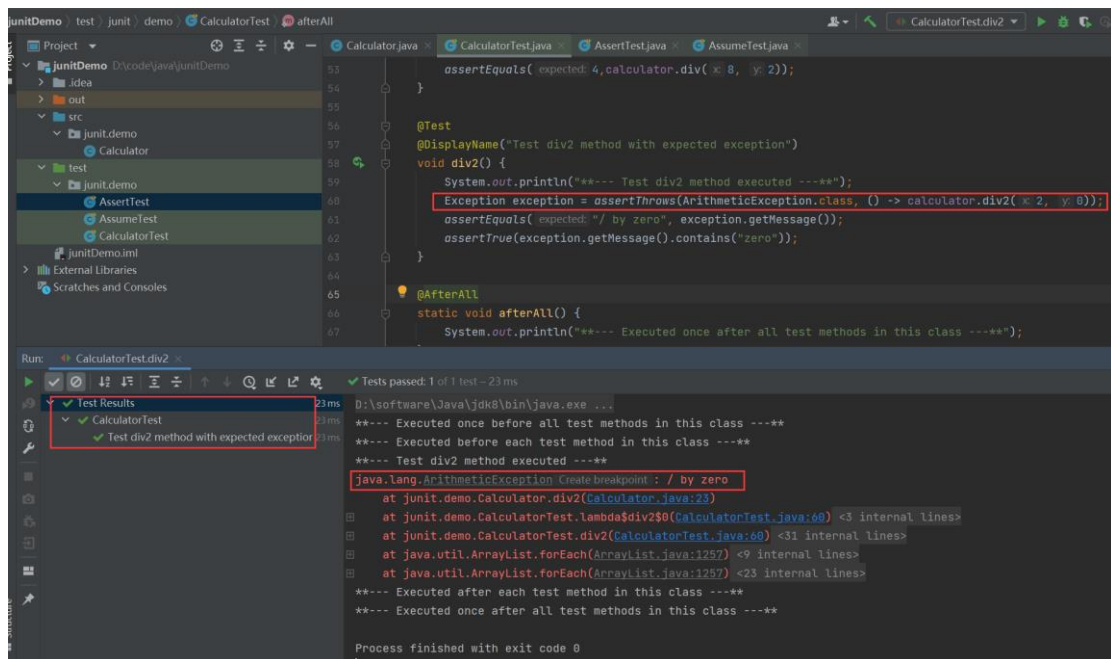 junitDemo › test › junit › demo › CalculatorTest › afterAll
CalculatorTest.div2
Project
Calculator.java × CalculatorTest.java × AssertTest.java × AssumeTest.java ×
junitDemo D:\code\java\junitDemo
.idea
out
src
junit.demo
Calculator
test
junit.demo
AssertTest
AssumeTest
CalculatorTest
junitDemo.iml
External Libraries
Scratches and Consoles
53 assertEquals( expected: 4,calculator.div( x: 8, y: 2));
54 }
55
56 @Test
57 @DisplayName("Test div2 method with expected exception")
58 void div2() {
59 System.out.println("**--- Test div2 method executed ---**");
60 Exception exception = assertThrows(ArithmeticException.class, () -> calculator.div2( x: 2, y: 0));
61 assertEquals( expected: "/ by zero", exception.getMessage());
62 assertTrue(exception.getMessage().contains("zero"));
63 }
64
65 @AfterAll
66 static void afterAll() {
67 System.out.println("**--- Executed once after all test methods in this class ---**");
Run: CalculatorTest.div2 ×
Tests passed: 1 of 1 test – 23 ms
Test Results 23 ms
CalculatorTest 23 ms
Test div2 method with expected exception 23 ms
D:\software\Java\jdk8\bin\java.exe ...
**--- Executed once before all test methods in this class ---**
**--- Executed before each test method in this class ---**
**--- Test div2 method executed ---**
java.lang.ArithmeticException Create breakpoint : / by zero
at junit.demo.Calculator.div2(Calculator.java:23)
at junit.demo.CalculatorTest.lambda$div2$0(CalculatorTest.java:60) <3 internal lines>
at junit.demo.CalculatorTest.div2(CalculatorTest.java:60) <31 internal lines>
at java.util.ArrayList.forEach(ArrayList.java:1257) <9 internal lines>
at java.util.ArrayList.forEach(ArrayList.java:1257) <23 internal lines>
**--- Executed after each test method in this class ---**
**--- Executed once after all test methods in this class ---**
Process finished with exit code 0